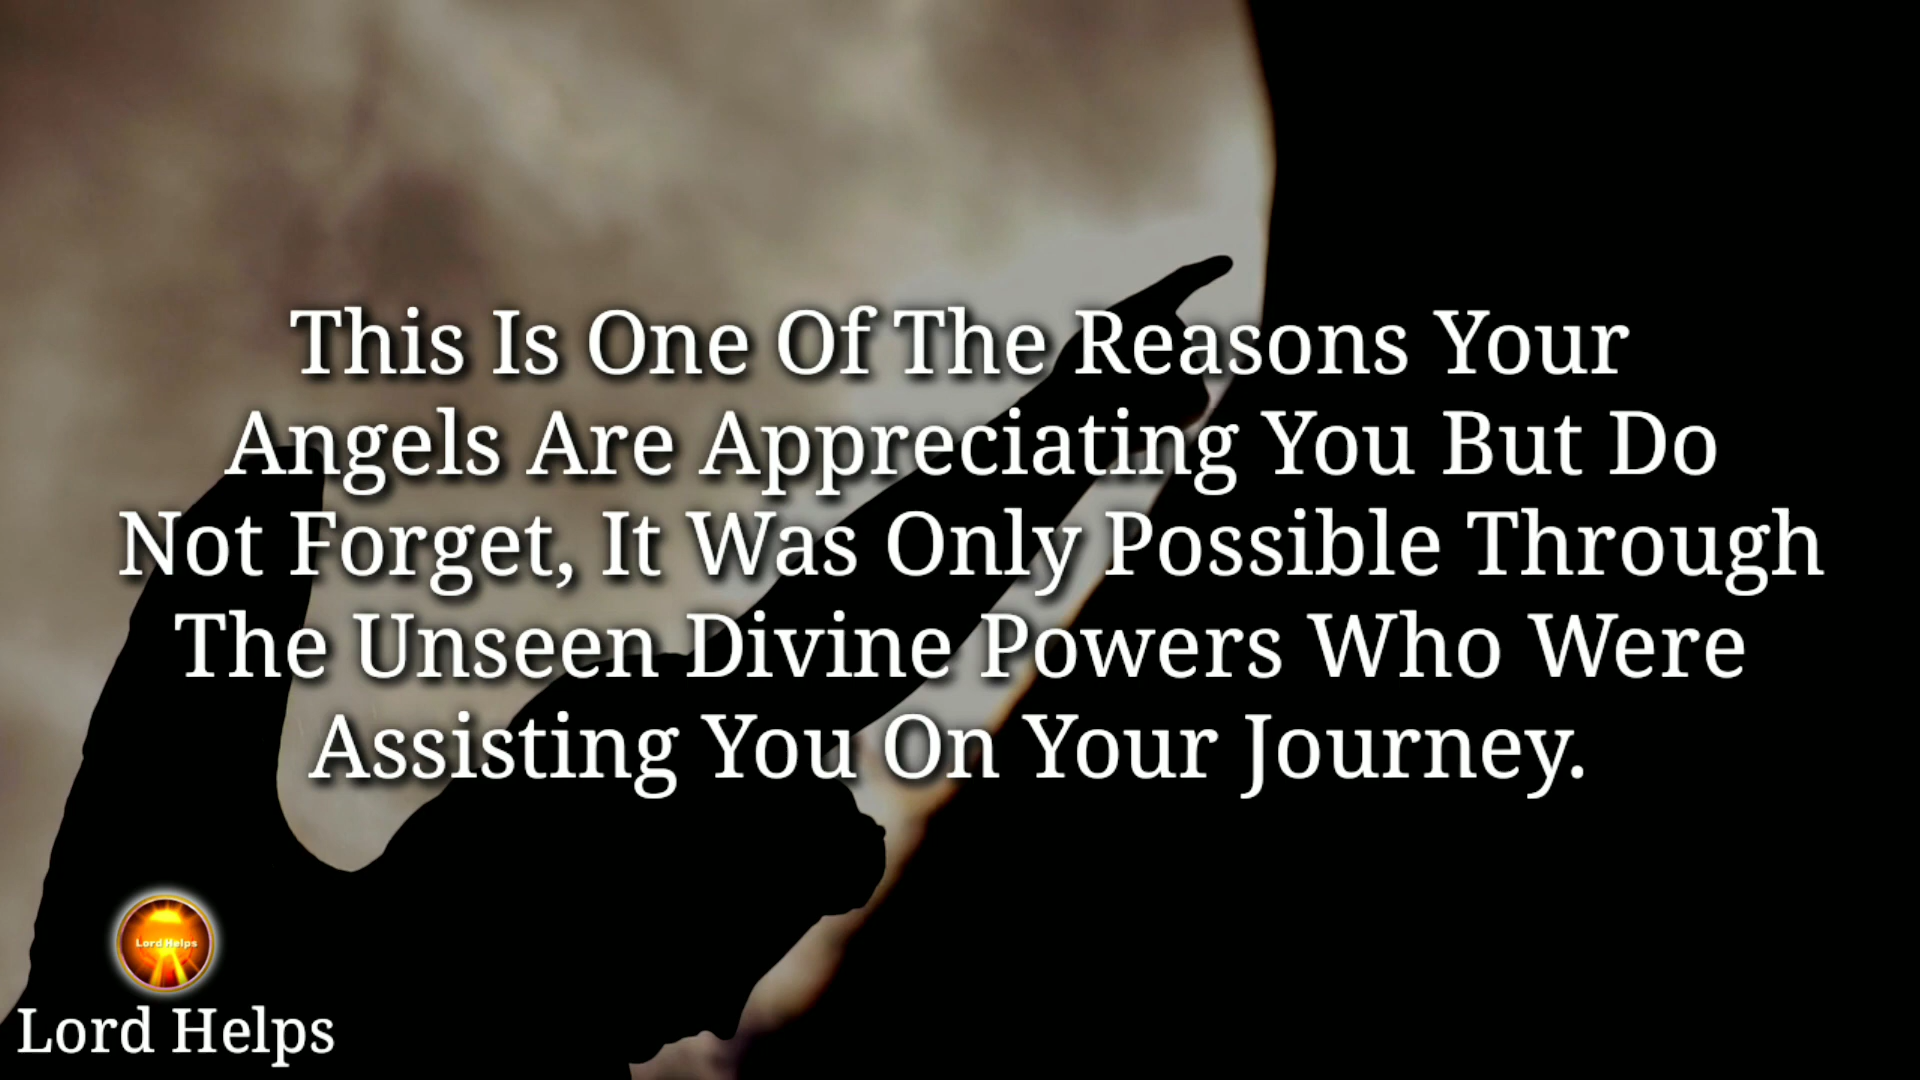 This Is One Of The Reasons Your
Angels Are Appreciating You But Do
Not Forget, It Was Only Possible Through
The Unseen Divine Powers Who Were
Assisting You On Your Journey.
Lord Helps
Lord Helps